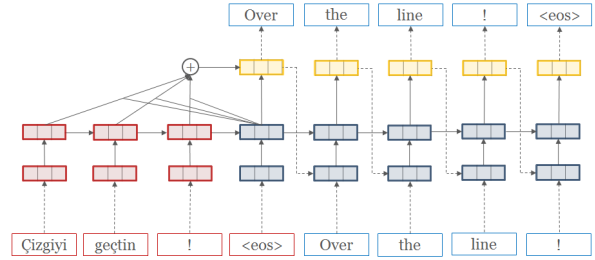 Over the line ! <eos>
+
Çizgiyi geçtin ! <eos> Over the line !